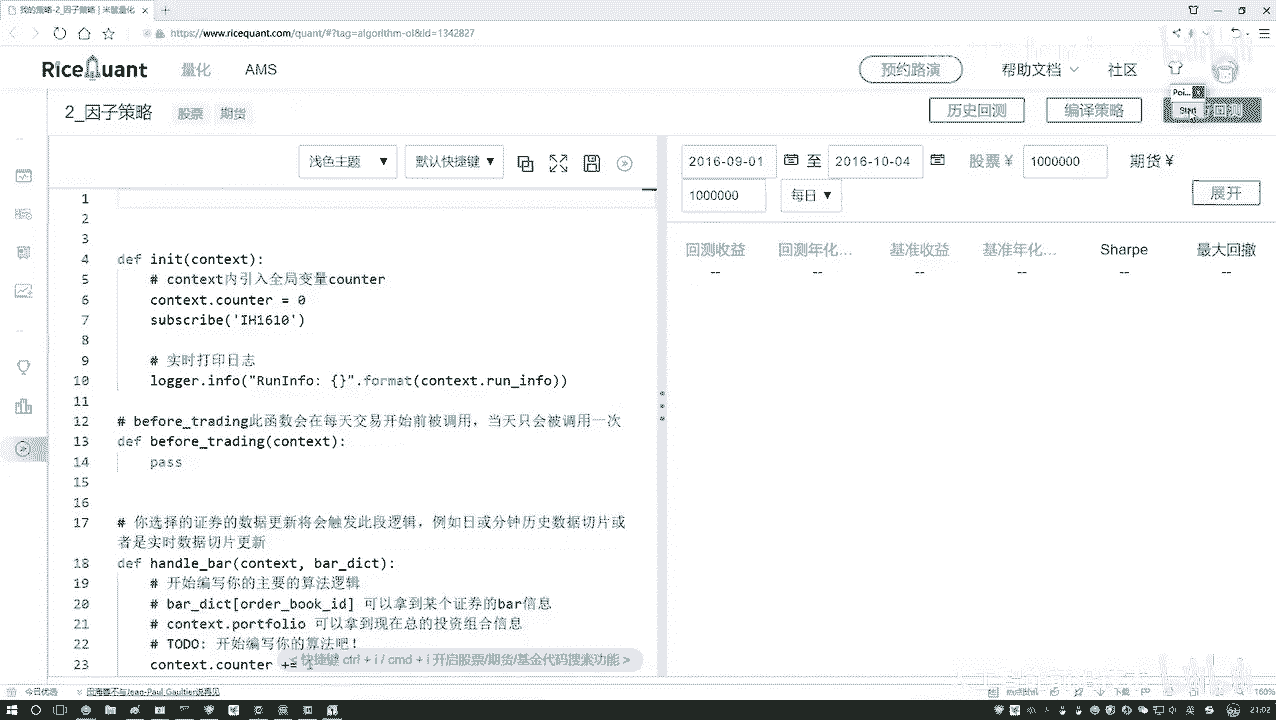 我的策略-2_因子策略 | 米筐量化
https://www.ricequant.com/quant/#?tag=algorithm-ol&id=1342827
RiceQuant 量化 AMS 预约路演 帮助文档 社区
2_因子策略 股票 期货 历史回测 编译策略
浅色主题 默认快捷键
2016-09-01 至 2016-10-04 股票 ¥ 1000000 期货 ¥
1000000 每日 展开
回测收益 回测年化... 基准收益 基准年化... Sharpe 最大回撤
-- -- -- -- -- --
1
2
3
4 def init(context):
5 # context内引入全局变量counter
6 context.counter = 0
7 subscribe('IH1610')
8
9 # 实时打印日志
10 logger.info("RunInfo: {}".format(context.run_info))
11
12 # before_trading此函数会在每天交易开始前被调用，当天只会被调用一次
13 def before_trading(context):
14 pass
15
16
17 # 你选择的证券的数据更新将会触发此段逻辑，例如日或分钟历史数据切片或
者是实时数据切片更新
18 def handle_bar(context, bar_dict):
19 # 开始编写你的主要的算法逻辑
20 # bar_dict[order_book_id] 可以拿到某个证券的bar信息
21 # context.portfolio 可以拿到现在总的投资组合信息
22 # TODO: 开始编写你的算法吧！
23 context.counter +=
快捷键 ctrl + i / cmd + i 开启股票/期货/基金代码搜索功能 >
今日优选
160%
21:02